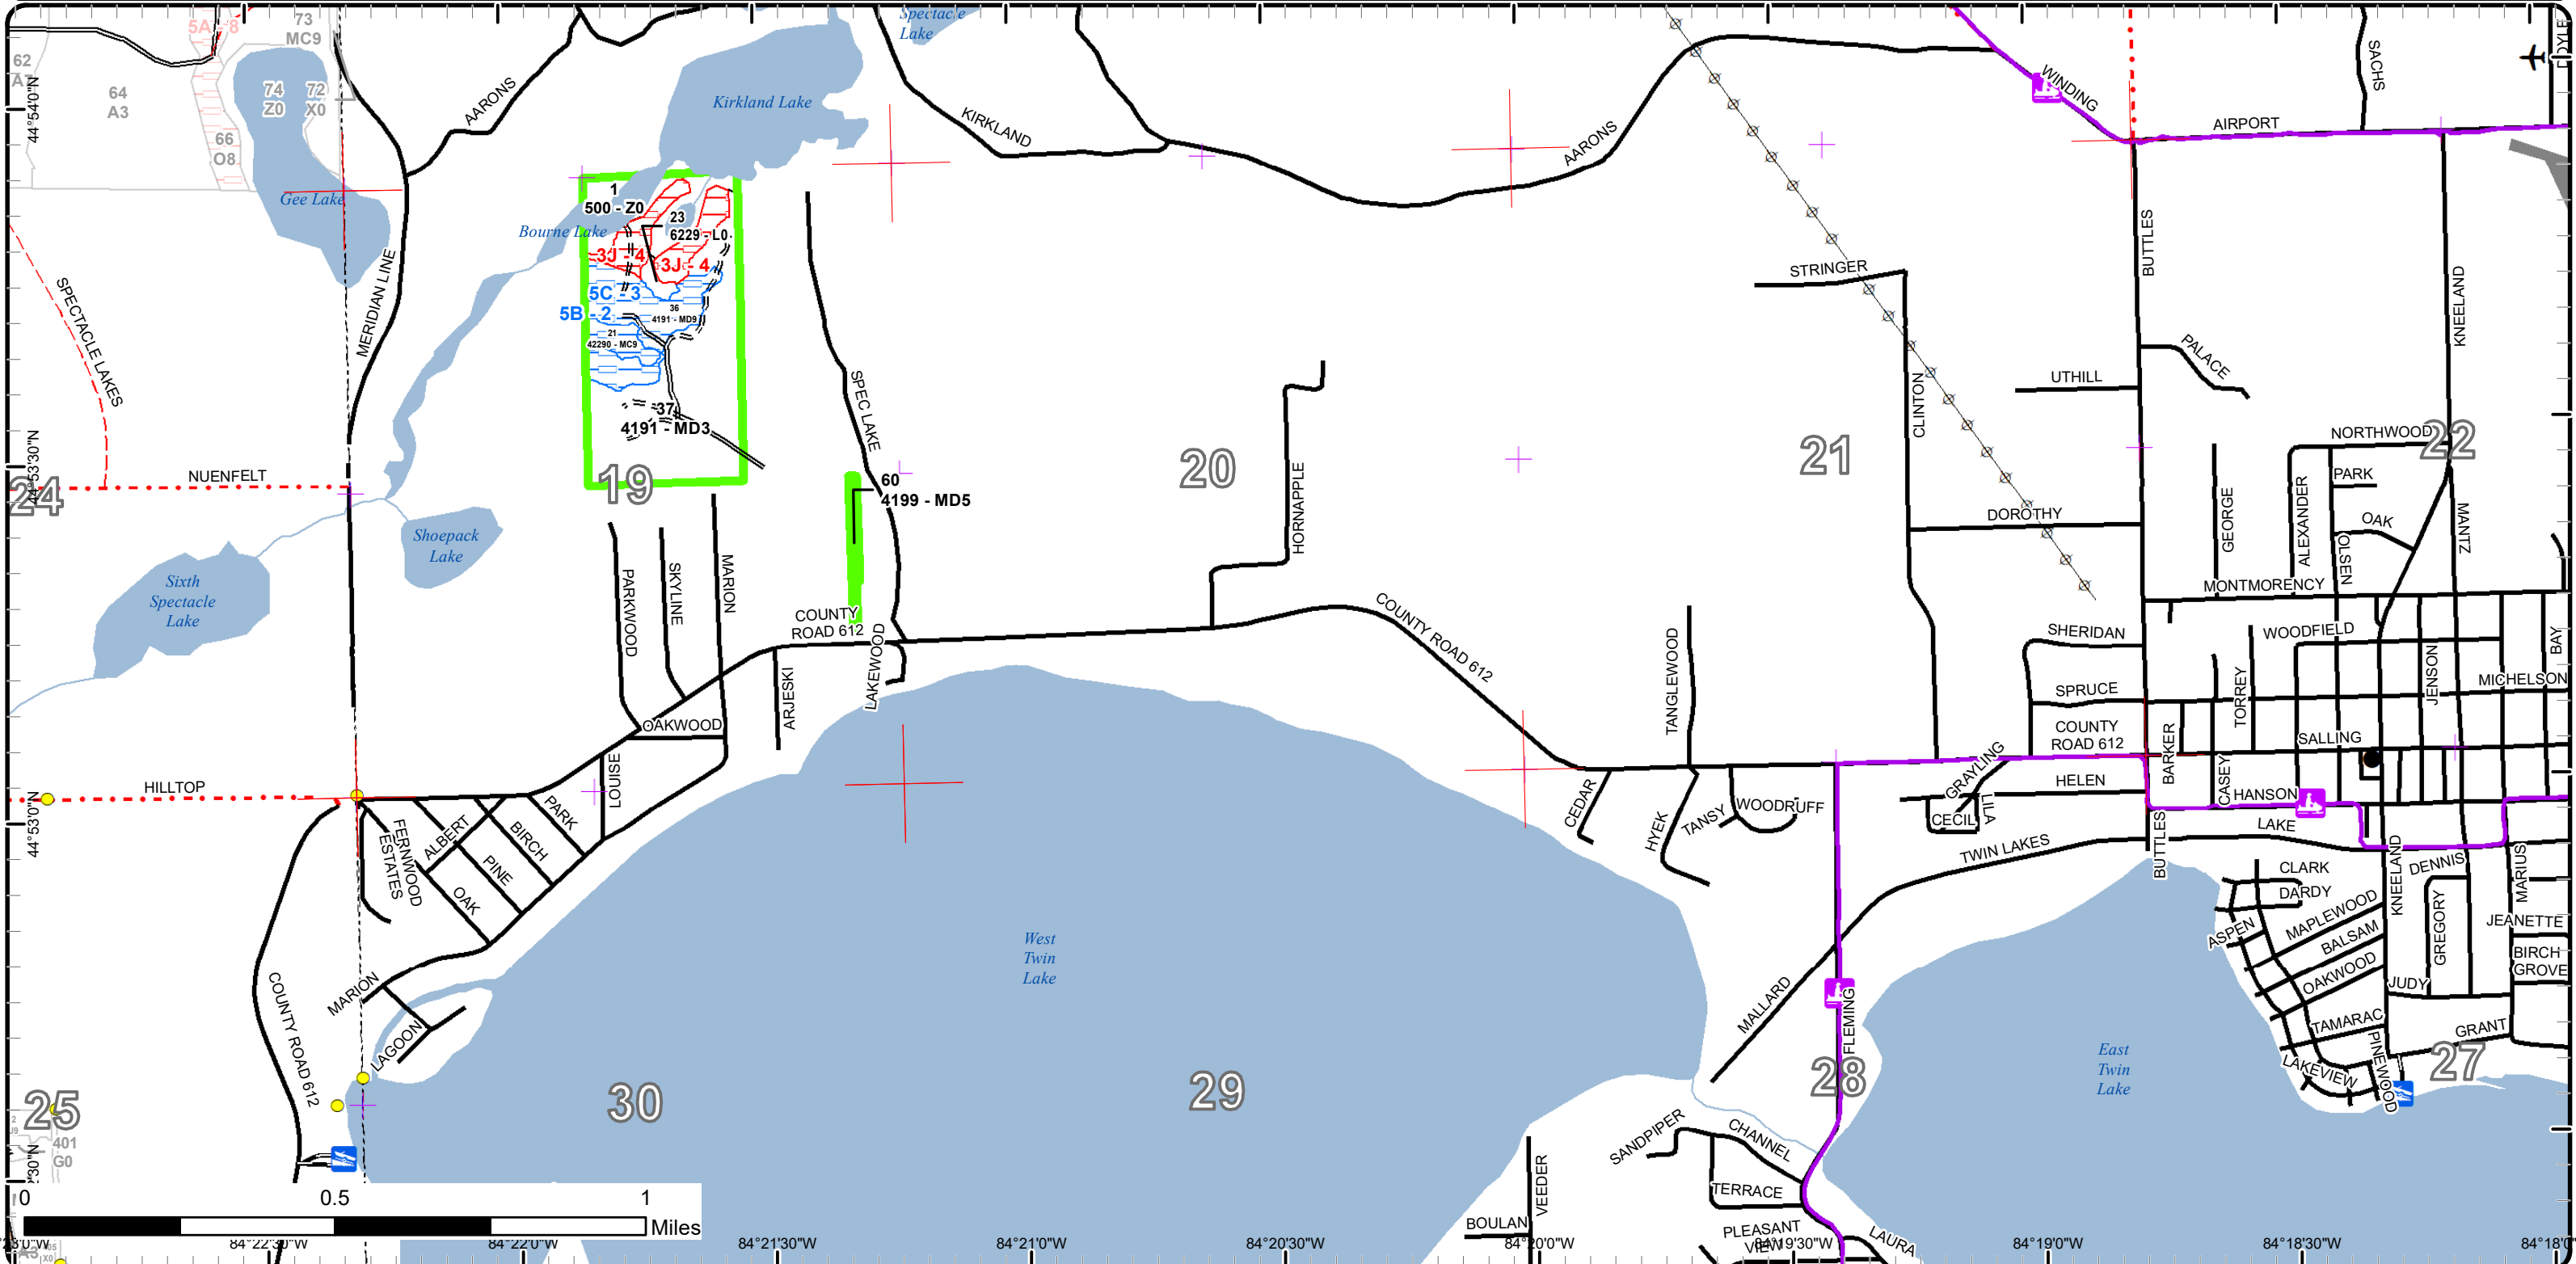 5A - 8
73
MC9
62
64
A3
74
Z0
72
X0
66
O8
Gee Lake
44°54'0"N
AARONS
Spectacle
Lake
Kirkland Lake
KIRKLAND
AARONS
WINDING
AIRPORT
SACHS
DOYLE
SPECTACLE LAKES
MERIDIAN LINE
Bourne Lake
1
500 - Z0
23
6229 - L0
3J - 4
3J - 4
5C - 3
5B - 2
36
4191 - MD9
21
42290 - MC9
37
4191 - MD3
SPEC LAKE
STRINGER
CLINTON
BUTTLES
KNEELAND
UTHILL
PALACE
44°53'30"N
24
NUENFELT
19
60
4199 - MD5
20
HORNAPPLE
21
DOROTHY
NORTHWOOD
22
PARK
OAK
GEORGE
ALEXANDER
OLSEN
MANTZ
MONTMORENCY
Shoepack
Lake
Sixth
Spectacle
Lake
PARKWOOD
SKYLINE
MARION
COUNTY
ROAD 612
LAKEWOOD
ARJESKI
OAKWOOD
LOUISE
COUNTY ROAD 612
TANGLEWOOD
SHERIDAN
WOODFIELD
BAY
SPRUCE
TORREY
JENSON
MICHELSON
COUNTY
ROAD 612
BARKER
SALLING
HILLTOP
44°53'0"N
FERNWOOD
ESTATES
ALBERT
PARK
BIRCH
PINE
OAK
CEDAR
HYEK
TANSY
WOODRUFF
GRAYLING
CECIL
LILA
HELEN
CASEY
HANSON
LAKE
TWIN LAKES
BUTTLES
CLARK
DARDY
KNEELAND
DENNIS
MARIUS
ASPEN
MAPLEWOOD
BALSAM
OAKWOOD
GREGORY
JEANETTE
BIRCH
GROVE
JUDY
TAMARAC
GRANT
PINEWOOD
LAKEVIEW
27
West
Twin
Lake
COUNTY ROAD 612
MARION
LAGOON
MALLARD
FLEMING
East
Twin
Lake
25
401
G0
30
29
28
SANDPIPER
CHANNEL
TERRACE
VEEDER
BOULAN
PLEASANT
VIEW
LAURA
30"N
0
0.5
1
Miles
A3
84°22'30"W
84°22'0"W
84°21'30"W
84°21'0"W
84°20'30"W
84°20'0"W
84°19'30"W
84°19'0"W
84°18'30"W
84°18'0"